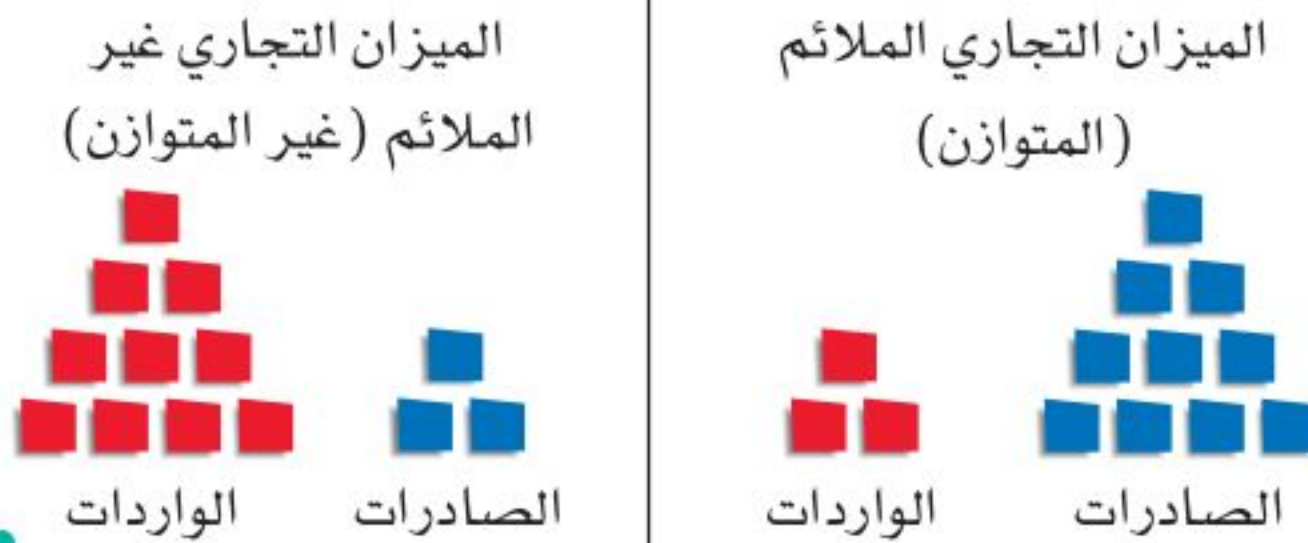 الميزان التجاري الملائم
(المتوازن)
الصادرات
الواردات
الميزان التجاري غير
الملائم (غير المتوازن)
الصادرات
الواردات